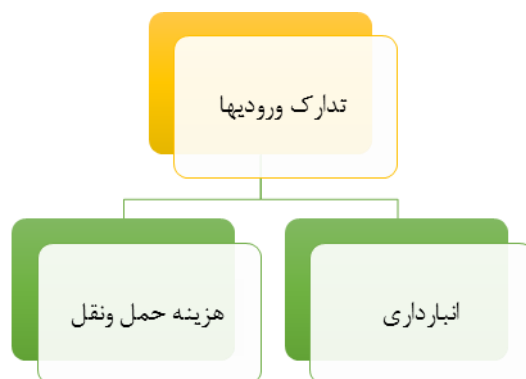 تدارک ورودیها
انبارداری
هزینه حمل ونقل